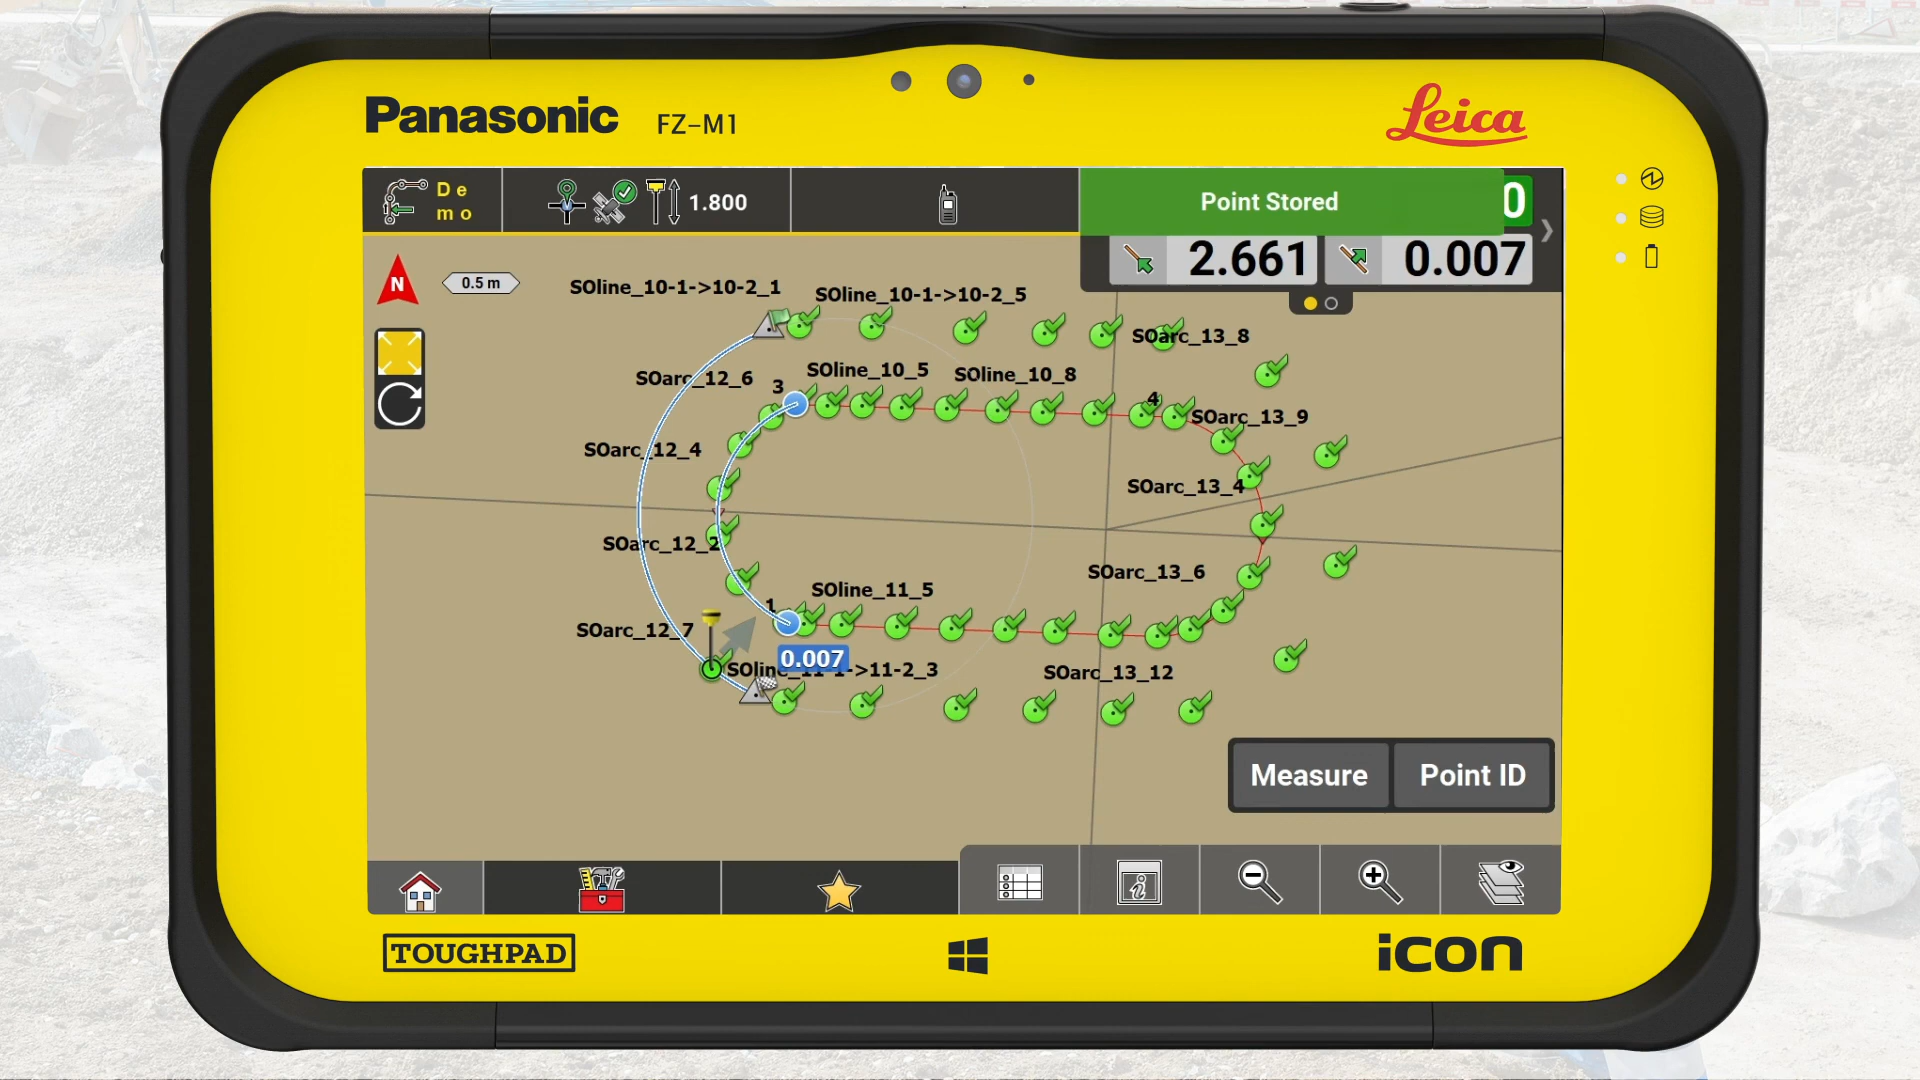 Panasonic FZ-M1
Leica
De
mo
1.800
Point Stored
0
2.661
0.007
N
0.5 m
SOline_10-1->10-2_1
SOline_10-1->10-2_5
SOarc_13_8
SOarc_12_6
3
SOline_10_5
SOline_10_8
4
SOarc_13_9
SOarc_12_4
SOarc_13_4
SOarc_12_2
SOarc_13_6
1
SOline_11_5
SOarc_12_7
0.007
SOline_11-1->11-2_3
SOarc_13_12
Measure
Point ID
TOUGHPAD
icon